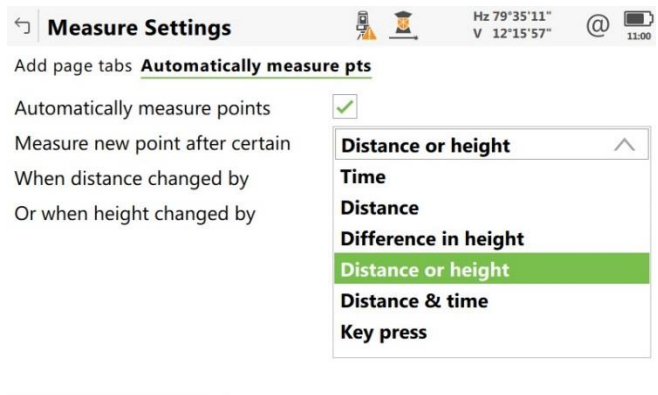 Measure Settings
Hz 79°35'11"
V 12°15'57"
@
11:00
Add page tabs Automatically measure pts
Automatically measure points
Measure new point after certain Distance or height
When distance changed by Time
Distance
Or when height changed by
Difference in height
Distance or height
Distance & time
Key press